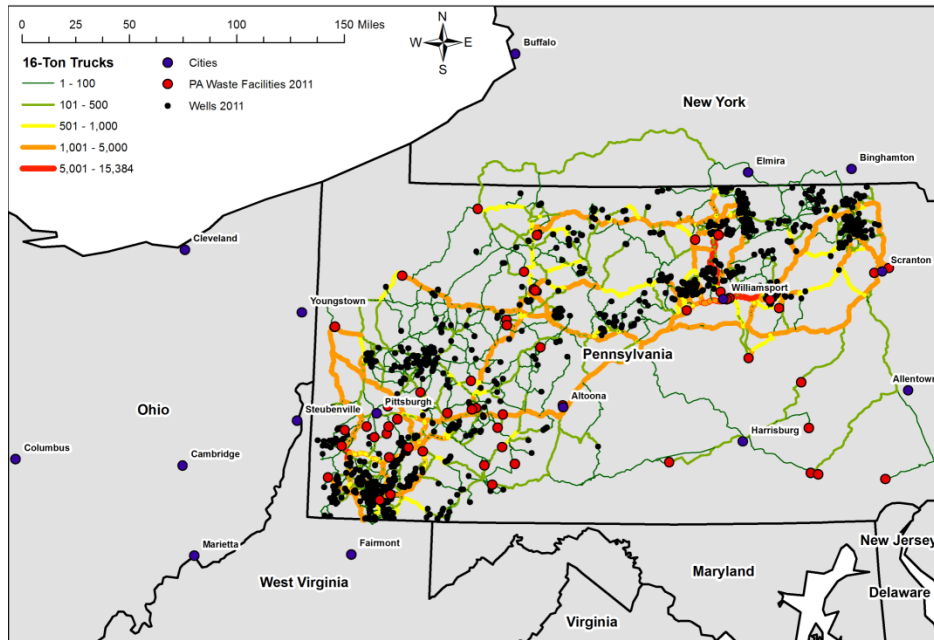 0 25 50 100 150 Miles
N
W E
S
16-Ton Trucks
1 - 100
101 - 500
501 - 1,000
1,001 - 5,000
5,001 - 15,384
Cities
PA Waste Facilities 2011
Wells 2011
Buffalo
New York
Elmira
Binghamton
Cleveland
Scranton
Youngstown
Williamsport
Pennsylvania
Allentown
Altoona
Ohio
Steubenville
Pittsburgh
Harrisburg
Columbus
Cambridge
New Jersey
Marietta
Fairmont
Maryland
West Virginia
Delaware
Virginia